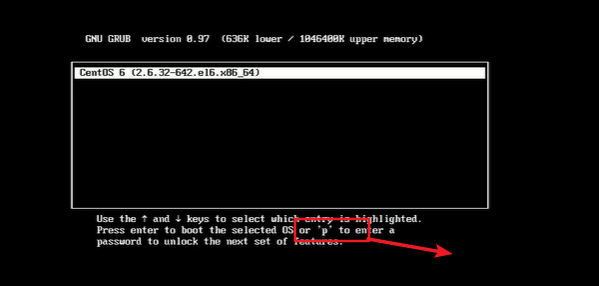 GNU GRUB version 0.97 (636K lower / 1046400K upper memory)
CentOS 6 (2.6.32-642.el6.x86_64)
Use the ↑ and ↓ keys to select which entry is highlighted.
Press enter to boot the selected OS or 'p' to enter a
password to unlock the next set of features.